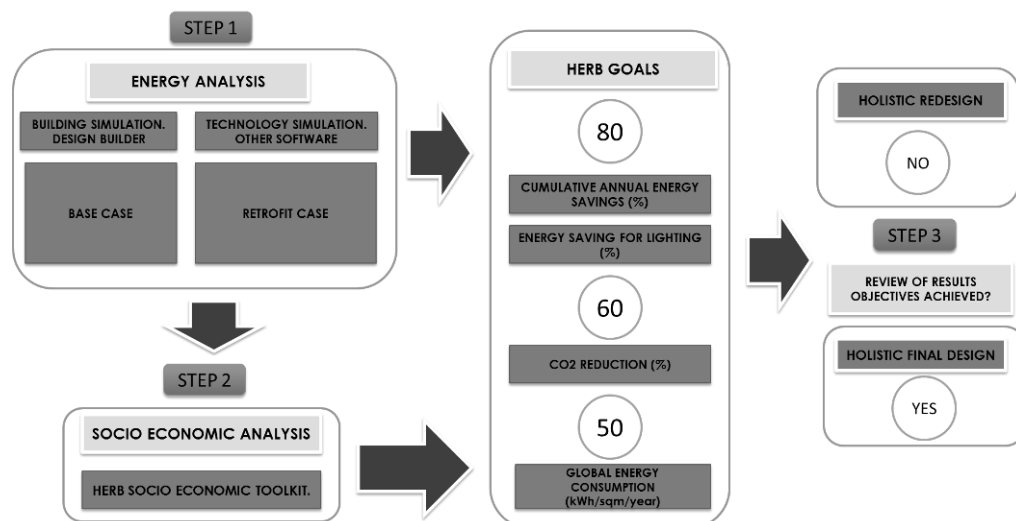 STEP 1
ENERGY ANALYSIS
BUILDING SIMULATION.
DESIGN BUILDER
TECHNOLOGY SIMULATION.
OTHER SOFTWARE
BASE CASE
RETROFIT CASE
STEP 2
SOCIO ECONOMIC ANALYSIS
HERB SOCIO ECONOMIC TOOLKIT.
HERB GOALS
80
CUMULATIVE ANNUAL ENERGY
SAVINGS (%)
ENERGY SAVING FOR LIGHTING
(%)
60
CO2 REDUCTION (%)
50
GLOBAL ENERGY
CONSUMPTION
(kWh/sqm/year)
HOLISTIC REDESIGN
NO
STEP 3
REVIEW OF RESULTS
OBJECTIVES ACHIEVED?
HOLISTIC FINAL DESIGN
YES